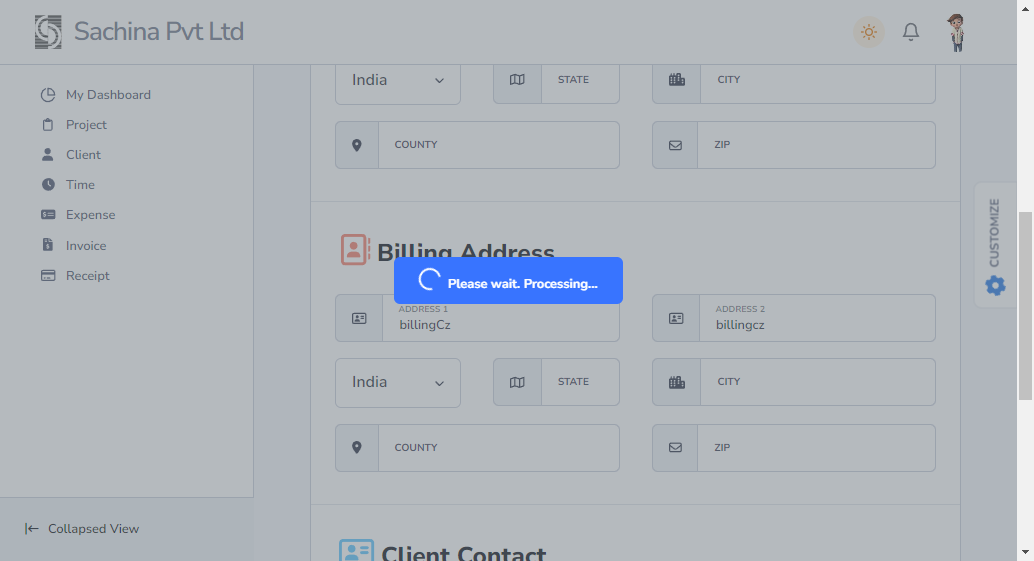 Sachina Pvt Ltd
My Dashboard
Project
Client
Time
Expense
Invoice
Receipt
Collapsed View
India
STATE
CITY
COUNTY
ZIP
Billing Address
Please wait. Processing...
ADDRESS 1
billingCz
ADDRESS 2
billingcz
India
STATE
CITY
COUNTY
ZIP
Client Contact
CUSTOMIZE